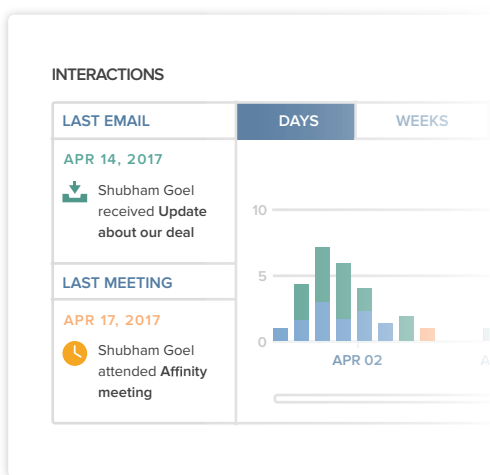 INTERACTIONS
LAST EMAIL
DAYS
WEEKS
APR 14, 2017
Shubham Goel
received Update
about our deal
LAST MEETING
APR 17, 2017
Shubham Goel
attended Affinity
meeting
10
5
0
APR 02
A